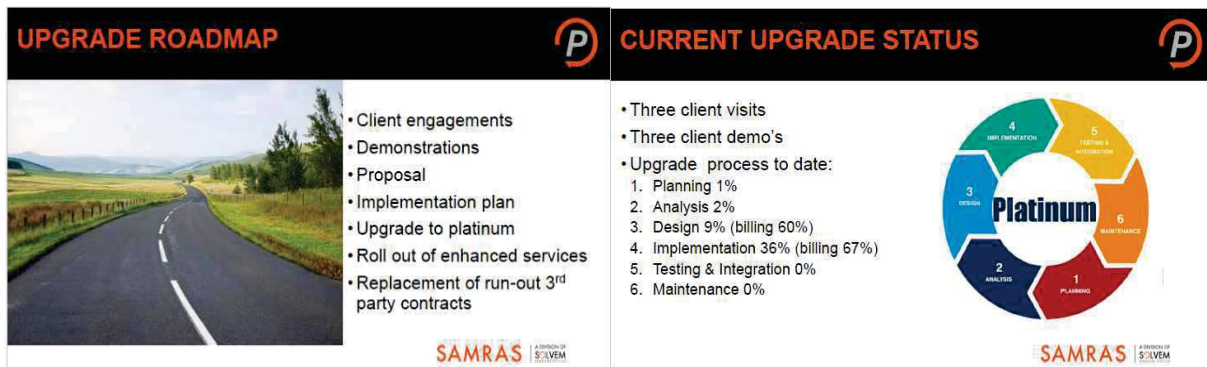 UPGRADE ROADMAP
P
• Client engagements
• Demonstrations
• Proposal
• Implementation plan
• Upgrade to platinum
• Roll out of enhanced services
• Replacement of run-out 3rd
party contracts
SAMRAS
A DIVISION OF
SOLVEM
CURRENT UPGRADE STATUS
P
• Three client visits
• Three client demo's
• Upgrade process to date:
1. Planning 1%
2. Analysis 2%
3. Design 9% (billing 60%)
4. Implementation 36% (billing 67%)
5. Testing & Integration 0%
6. Maintenance 0%
4
IMPLEMENTATION
5
TESTING &
INTEGRATION
3
DESIGN
Platinum
6
MAINTENANCE
2
ANALYSIS
1
PLANNING
SAMRAS
A DIVISION OF
SOLVEM